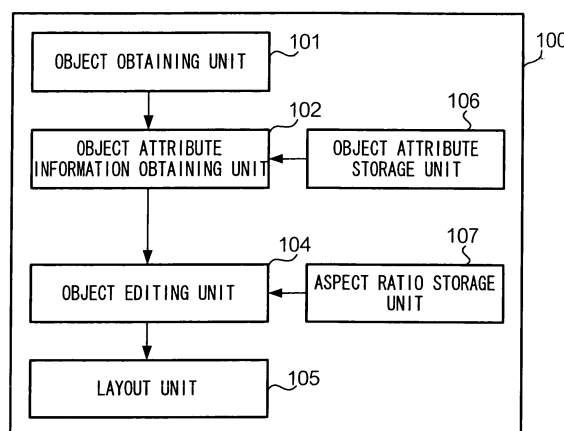 101
100
OBJECT OBTAINING UNIT
102
106
OBJECT ATTRIBUTE
INFORMATION OBTAINING UNIT
OBJECT ATTRIBUTE
STORAGE UNIT
104
107
OBJECT EDITING UNIT
ASPECT RATIO STORAGE
UNIT
LAYOUT UNIT
105